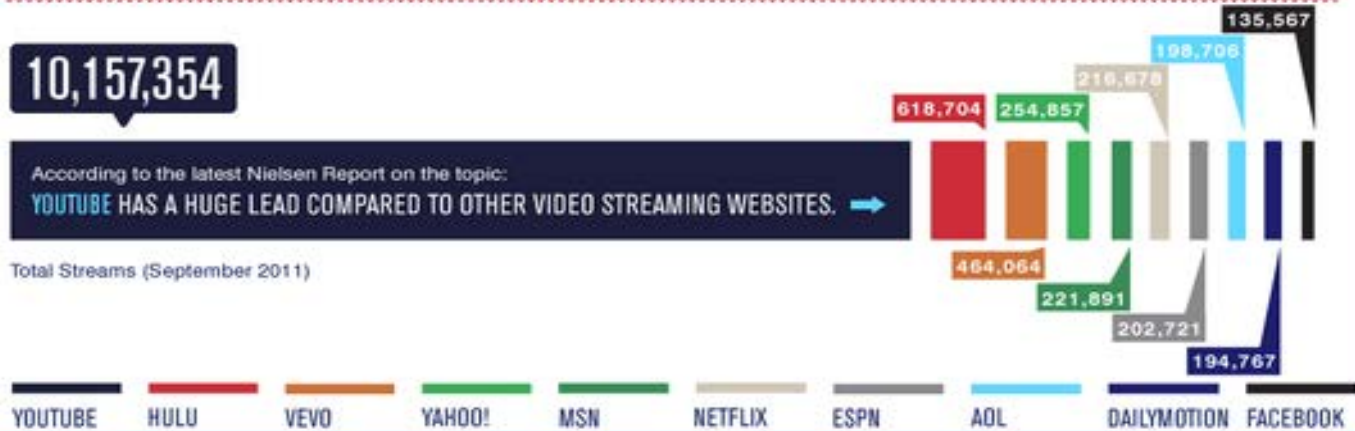 135,567
198,706
216,678
618,704 254,857
10,157,354
According to the latest Nielsen Report on the topic:
YOUTUBE HAS A HUGE LEAD COMPARED TO OTHER VIDEO STREAMING WEBSITES.
464,064
Total Streams (September 2011)
221,891
202,721
194,767
YOUTUBE HULU VEVO YAHOO! MSN NETFLIX ESPN AOL DAILYMOTION FACEBOOK